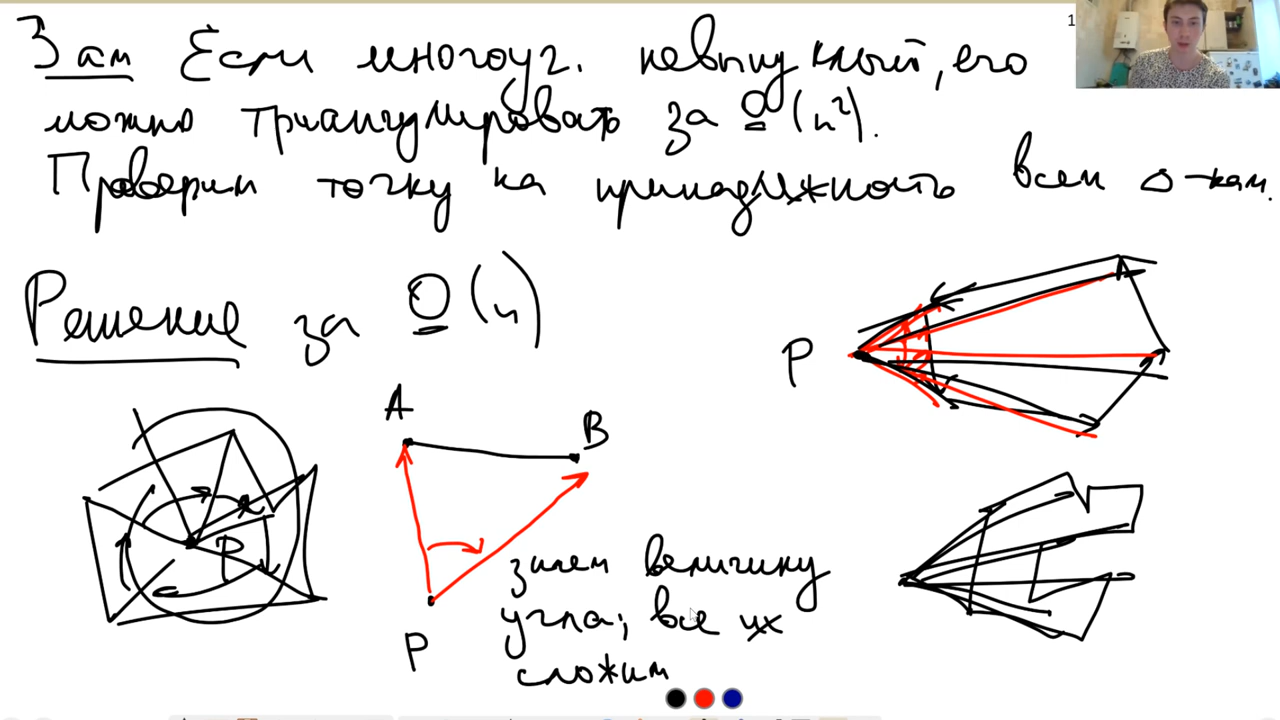 Зам Если многоуг. невыпуклый, его
можно триангулировать за O(n²).
Проверим точку на принадлежность всем Δ-кам.
Решение за O(n)
P
A
B
P
P
знаем величину
угла; все их
сложим
1